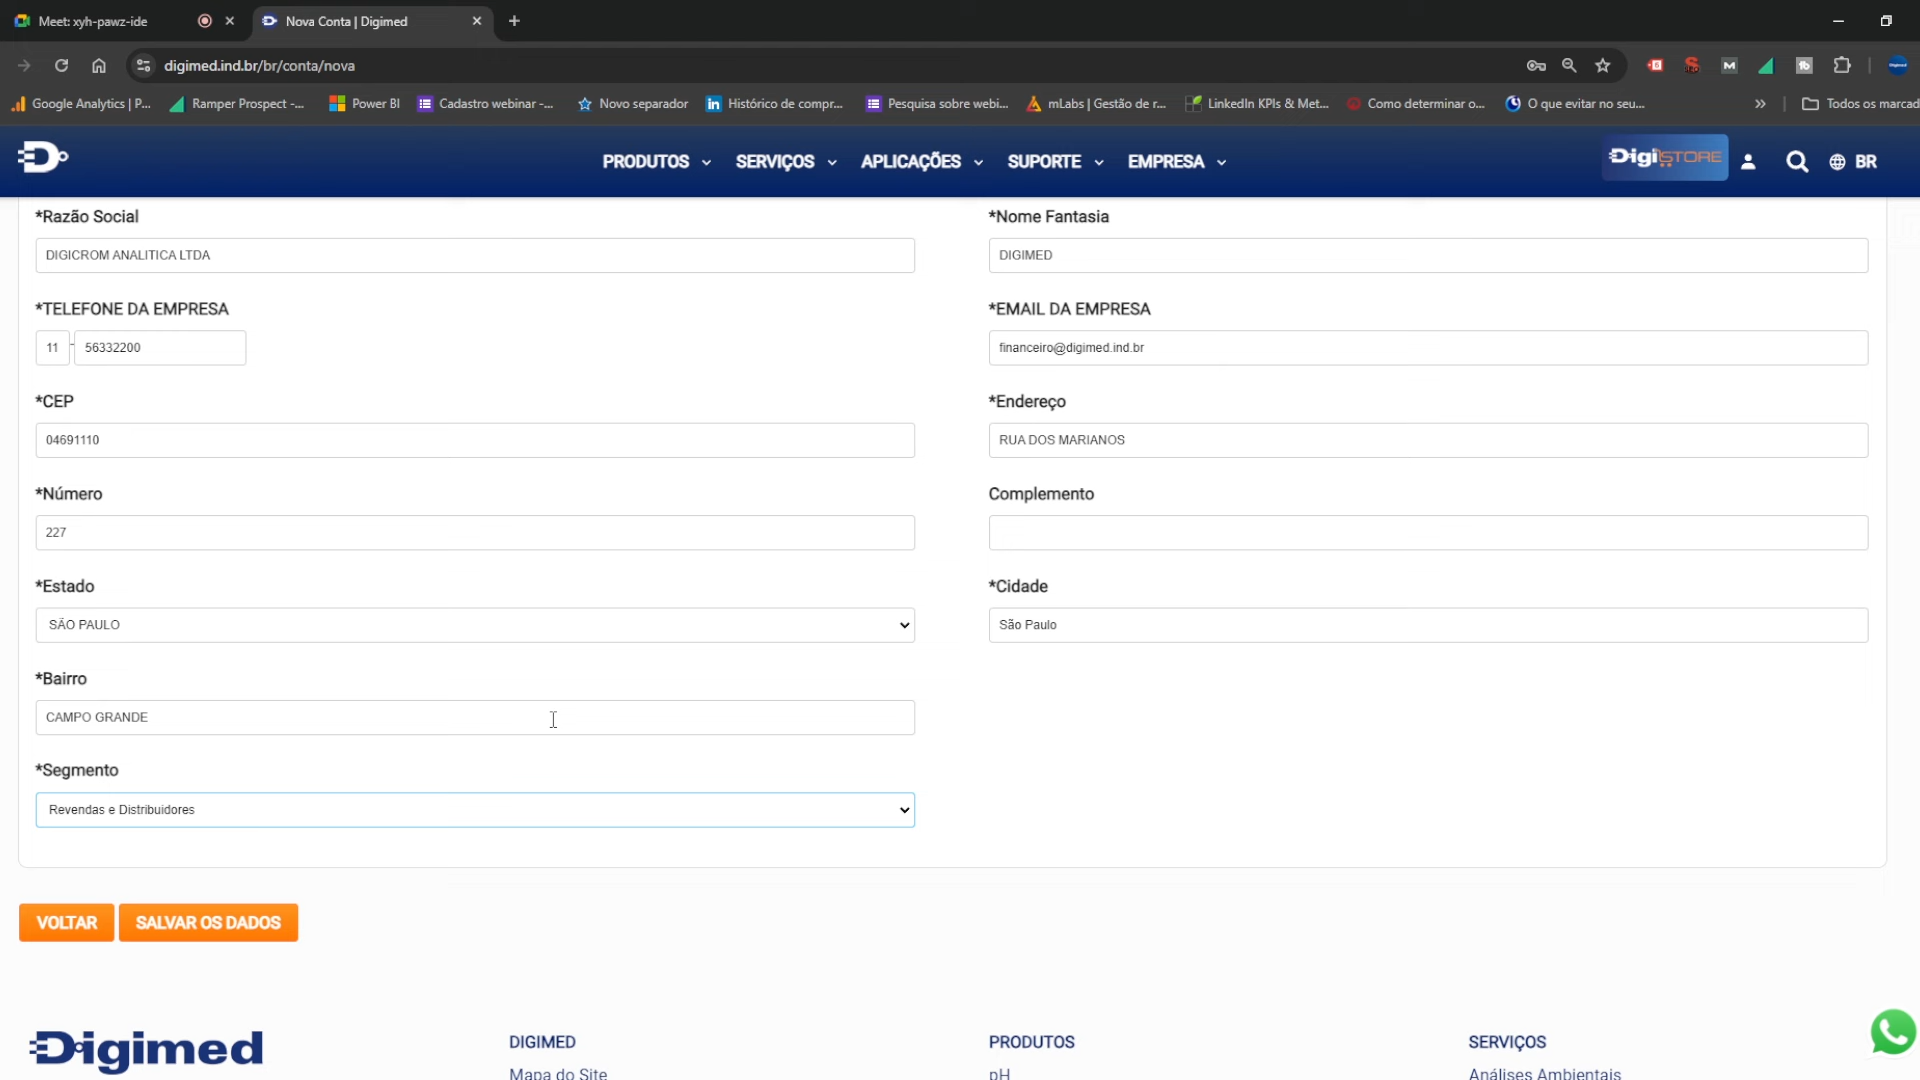 Meet: xyh-pawz-ide
Nova Conta | Digimed
digimed.ind.br/br/conta/nova
Google Analytics | P...
Ramper Prospect -...
Power BI
Cadastro webinar -...
Novo separador
Histórico de compr...
Pesquisa sobre webi...
mLabs | Gestão de r...
LinkedIn KPIs & Met...
Como determinar o...
O que evitar no seu...
Todos os marcad
PRODUTOS
SERVIÇOS
APLICAÇÕES
SUPORTE
EMPRESA
DigiSTORE
BR
*Razão Social
*Nome Fantasia
DIGICROM ANALITICA LTDA
DIGIMED
*TELEFONE DA EMPRESA
*EMAIL DA EMPRESA
11 - 56332200
financeiro@digimed.ind.br
*CEP
*Endereço
04691110
RUA DOS MARIANOS
*Número
Complemento
227
*Estado
*Cidade
SÃO PAULO
São Paulo
*Bairro
CAMPO GRANDE
*Segmento
Revendas e Distribuidores
VOLTAR
SALVAR OS DADOS
Digimed
DIGIMED
PRODUTOS
SERVIÇOS
Mapa do Site
pH
Análises Ambientais